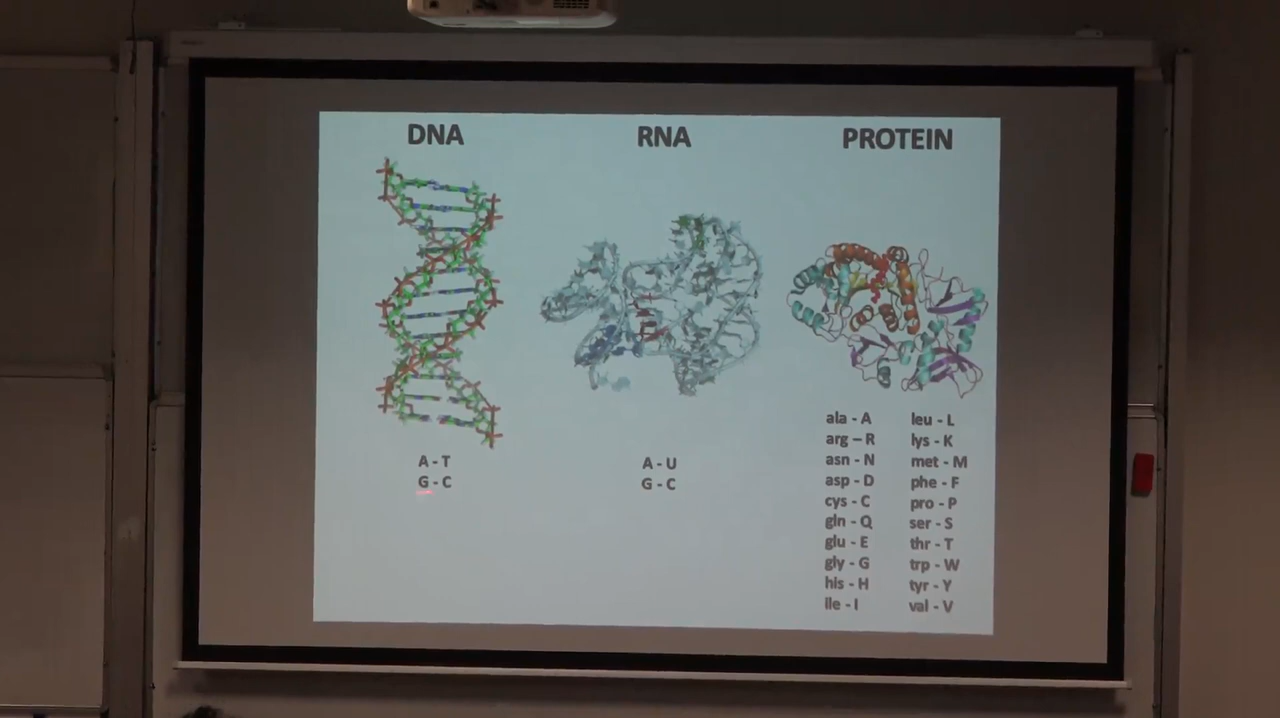 DNA
RNA
PROTEIN
A - T
G - C
A - U
G - C
ala - A
arg – R
asn - N
asp - D
cys - C
gln - Q
glu - E
gly - G
his - H
ile - I
leu - L
lys - K
met - M
phe - F
pro - P
ser - S
thr - T
trp - W
tyr - Y
val - V